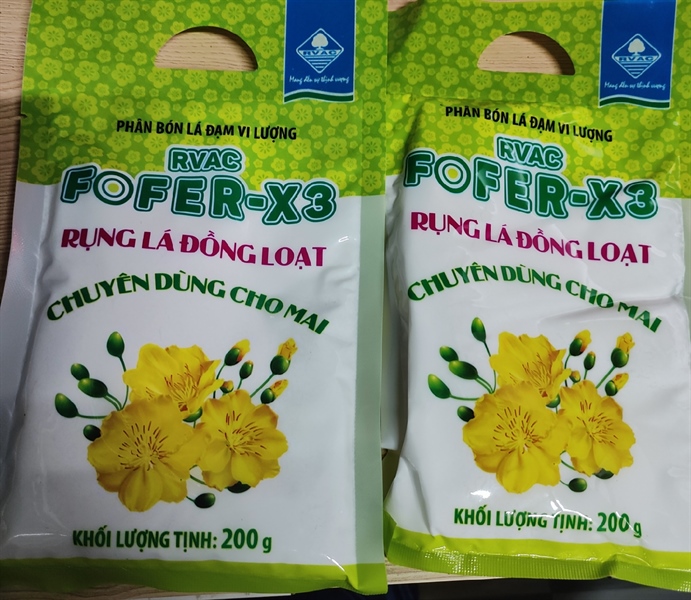 RVAC
Mang đến sự thịnh vượng
PHÂN BÓN LÁ ĐẠM VI LƯỢNG
RVAC
FOFER-X3
RỤNG LÁ ĐỒNG LOẠT
CHUYÊN DÙNG CHO MAI
KHỐI LƯỢNG TỊNH: 200 g
RVAC
Mang đến sự thịnh vượng
PHÂN BÓN LÁ ĐẠM VI LƯỢNG
RVAC
FOFER-X3
RỤNG LÁ ĐỒNG LOẠT
CHUYÊN DÙNG CHO MAI
KHỐI LƯỢNG TỊNH: 200 g